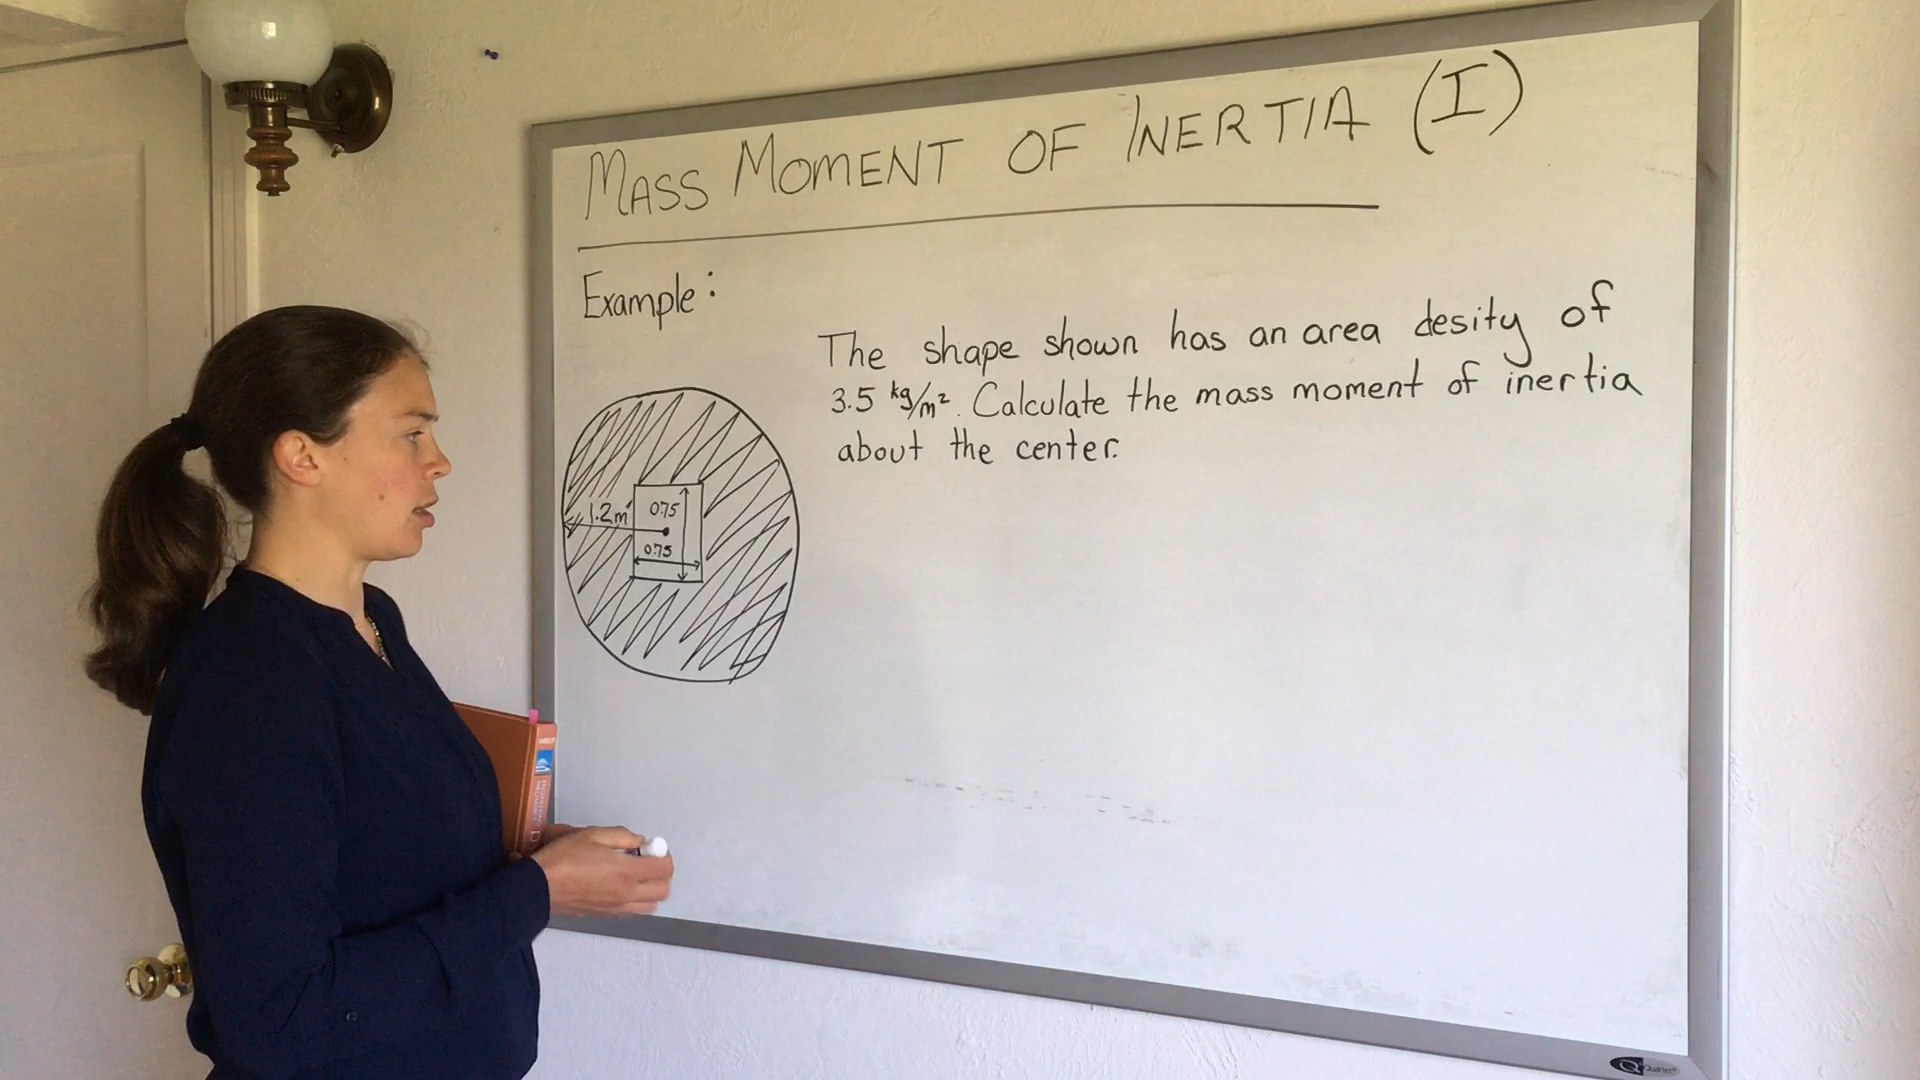 MASS MOMENT OF INERTIA (I)
Example:
The shape shown has an area desity of
3.5 kg/m². Calculate the mass moment of inertia
about the center.
1.2m
0.75
0.75
Quartet